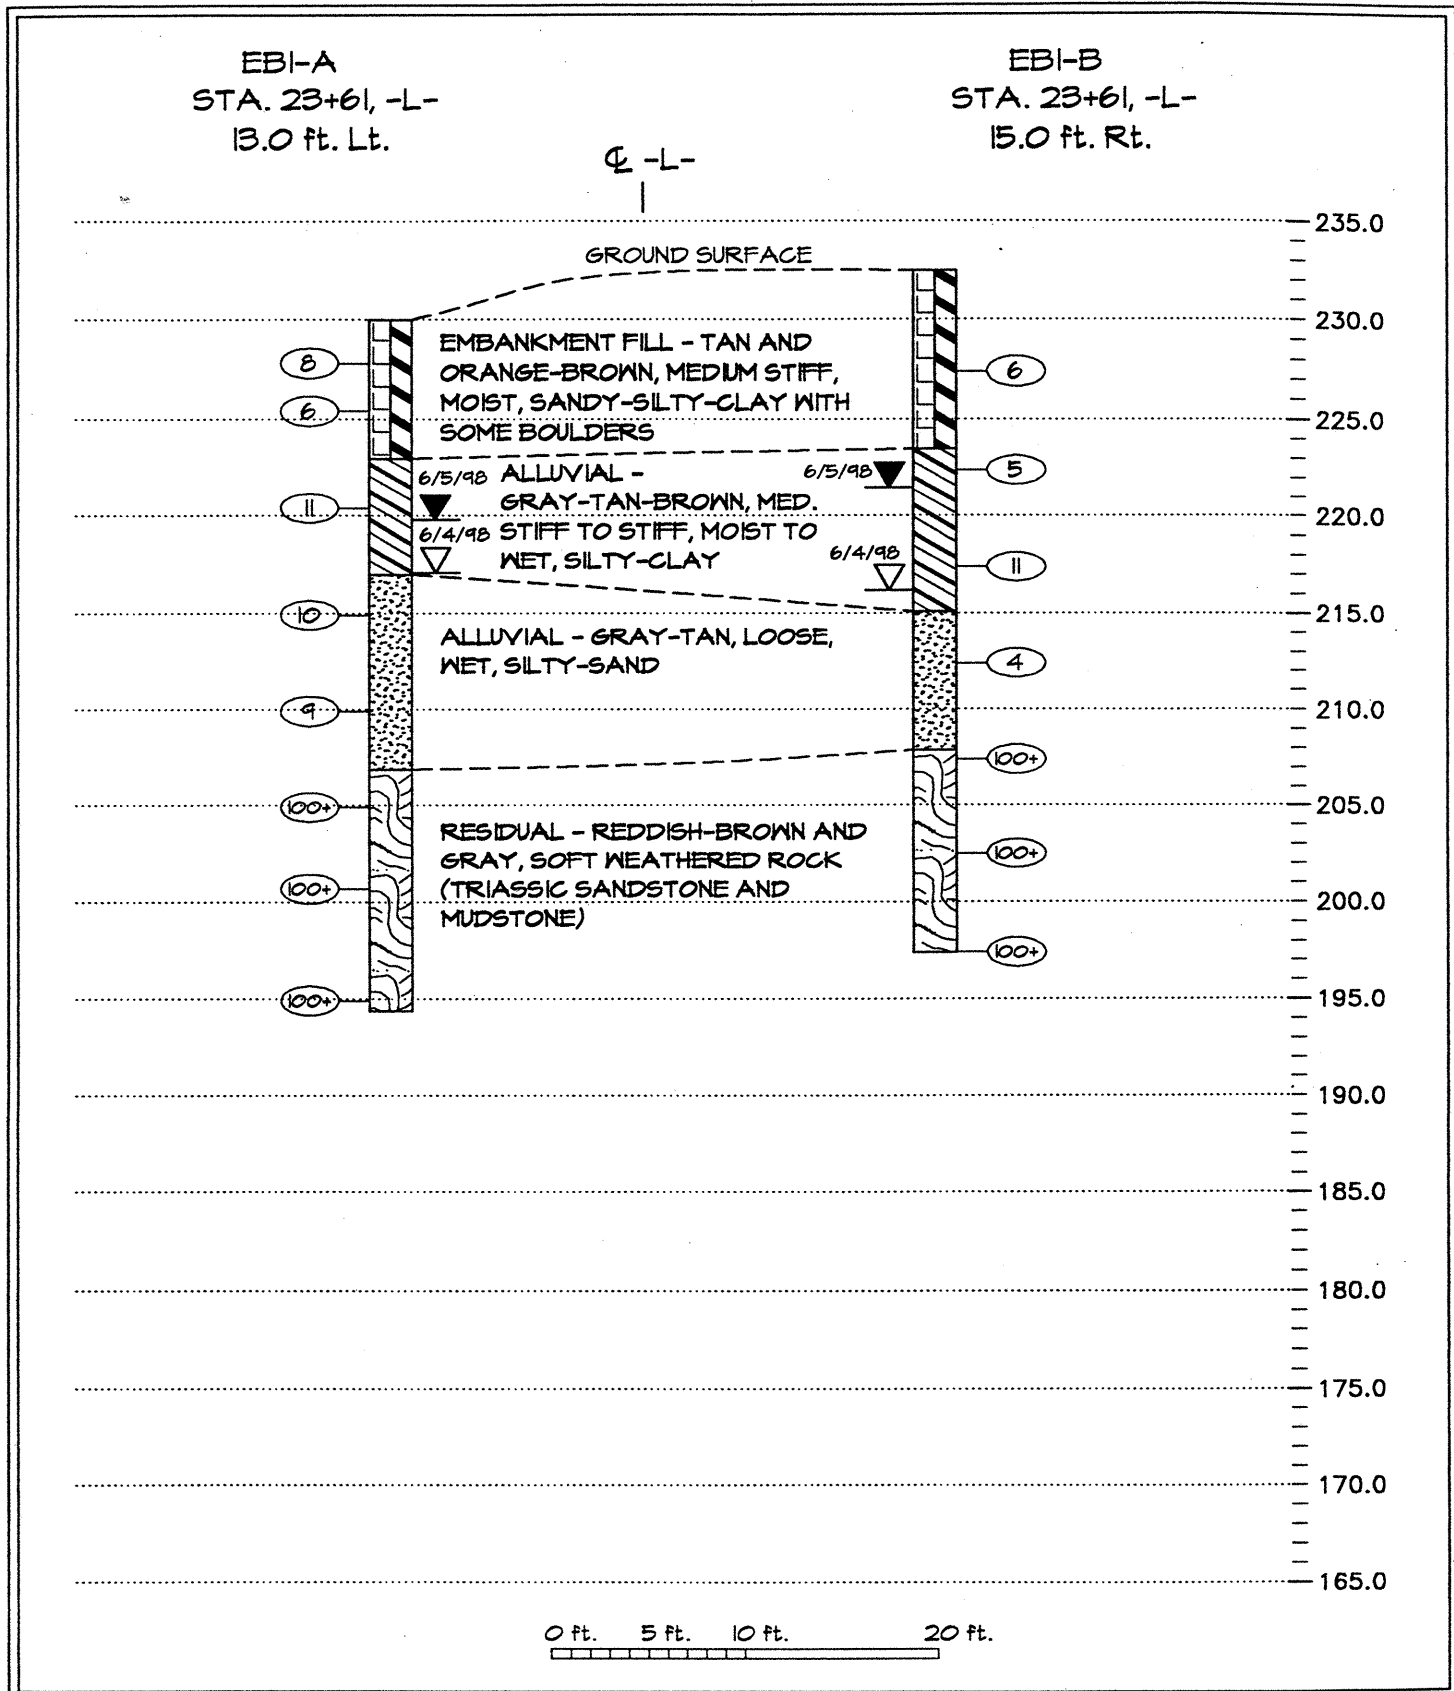 EB1-A
STA. 23+61, -L-
13.0 ft. Lt.
EB1-B
STA. 23+61, -L-
15.0 ft. Rt.
℄ -L-
235.0
GROUND SURFACE
230.0
EMBANKMENT FILL - TAN AND
ORANGE-BROWN, MEDIUM STIFF,
MOIST, SANDY-SILTY-CLAY WITH
SOME BOULDERS
8
6
6
225.0
6/5/98
ALLUVIAL -
GRAY-TAN-BROWN, MED.
STIFF TO STIFF, MOIST TO
WET, SILTY-CLAY
6/5/98
5
11
220.0
6/4/98
6/4/98
11
10
215.0
ALLUVIAL - GRAY-TAN, LOOSE,
WET, SILTY-SAND
4
9
210.0
100+
100+
205.0
RESIDUAL - REDDISH-BROWN AND
GRAY, SOFT WEATHERED ROCK
(TRIASSIC SANDSTONE AND
MUDSTONE)
100+
100+
200.0
100+
100+
195.0
190.0
185.0
180.0
175.0
170.0
165.0
0 ft. 5 ft. 10 ft. 20 ft.